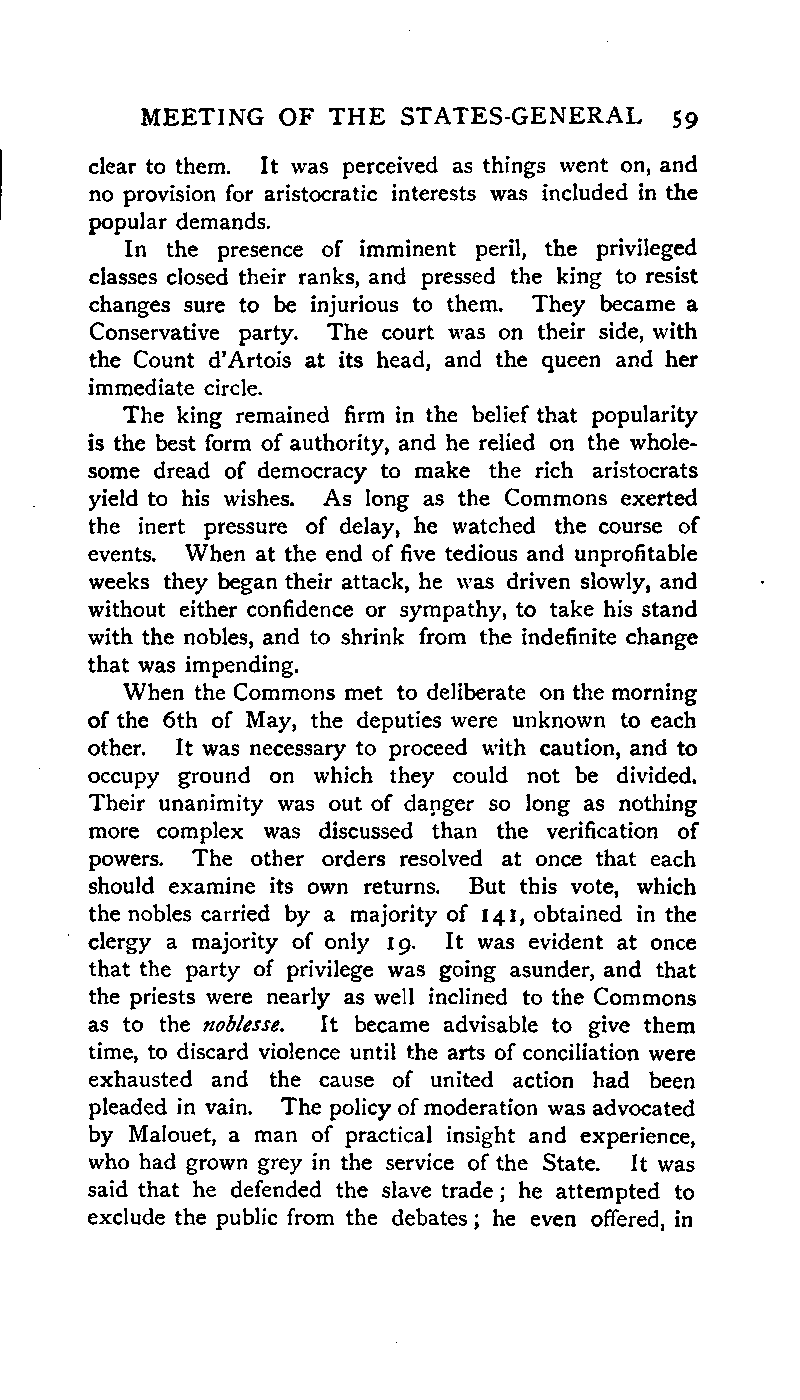 MEETING OF THE STATES-GENERAL 59
clear to them. It was perceived as things went on, and
no provision for aristocratic interests was included in the
popular demands.
In the presence of imminent peril, the privileged
classes closed their ranks, and pressed the king to resist
changes sure to be injurious to them. They became a
Conservative party. The court was on their side, with
the Count d'Artois at its head, and the queen and her
immediate circle.
The king remained firm in the belief that popularity
is the best form of authority, and he relied on the whole-
some dread of democracy to make the rich aristocrats
yield to his wishes. As long as the Commons exerted
the inert pressure of delay, he watched the course of
events. When at the end of five tedious and unprofitable
weeks they began their attack, he was driven slowly, and
without either confidence or sympathy, to take his stand
with the nobles, and to shrink from the indefinite change
that was impending.
When the Commons met to deliberate on the morning
of the 6th of May, the deputies were unknown to each
other. It was necessary to proceed with caution, and to
occupy ground on which they could not be divided.
Their unanimity was out of danger so long as nothing
more complex was discussed than the verification of
powers. The other orders resolved at once that each
should examine its own returns. But this vote, which
the nobles carried by a majority of 141, obtained in the
clergy a majority of only 19. It was evident at once
that the party of privilege was going asunder, and that
the priests were nearly as well inclined to the Commons
as to the noblesse. It became advisable to give them
time, to discard violence until the arts of conciliation were
exhausted and the cause of united action had been
pleaded in vain. The policy of moderation was advocated
by Malouet, a man of practical insight and experience,
who had grown grey in the service of the State. It was
said that he defended the slave trade; he attempted to
exclude the public from the debates; he even offered, in